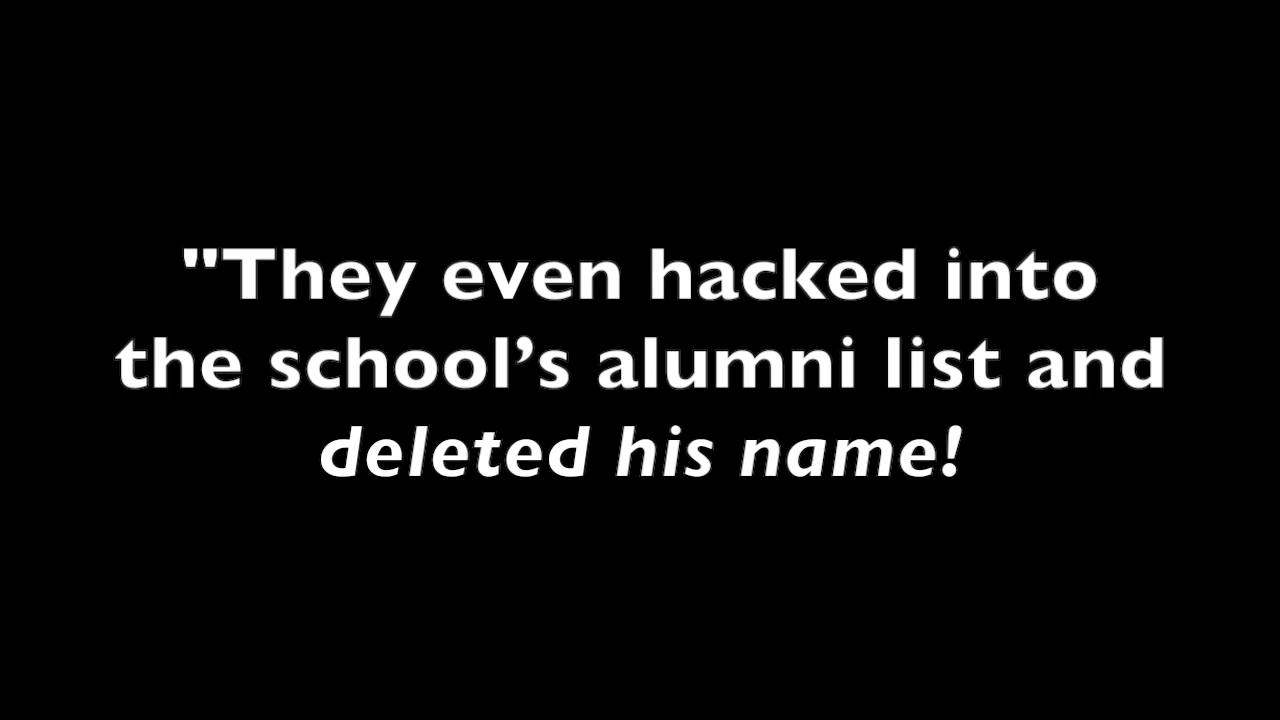 "They even hacked into
the school’s alumni list and
deleted his name!